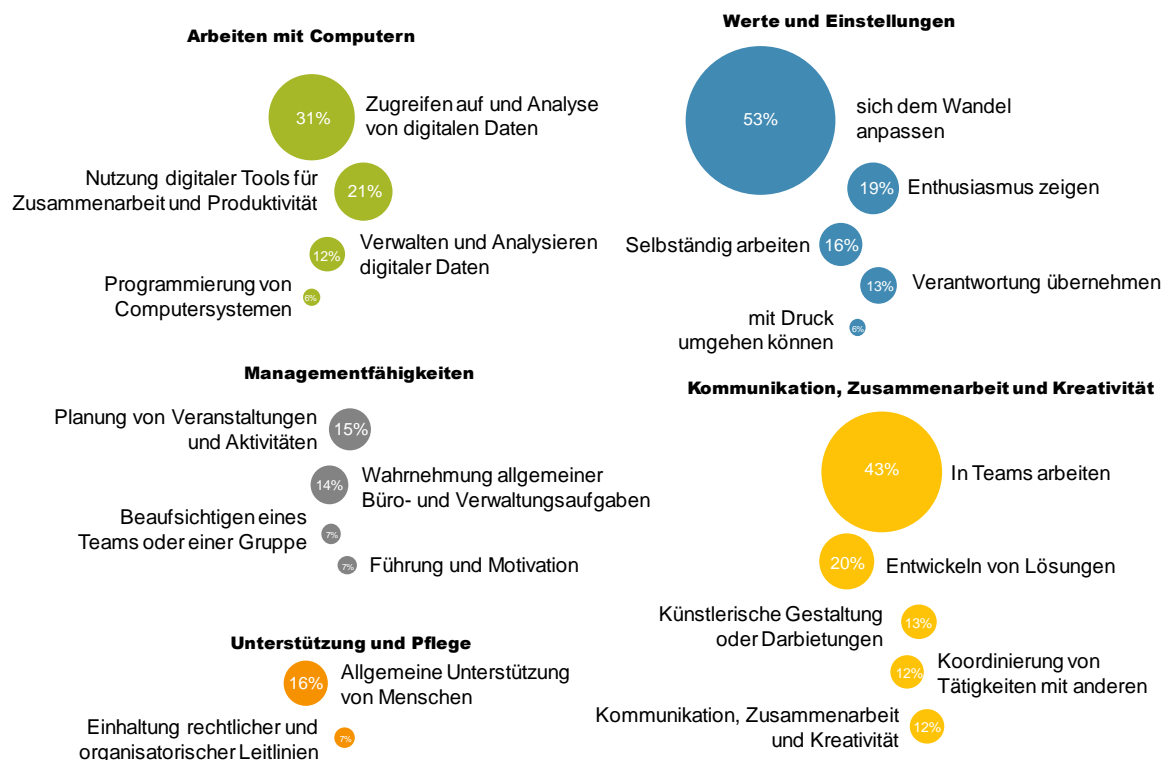 Arbeiten mit Computern
31%
Zugreifen auf und Analyse
von digitalen Daten
Nutzung digitaler Tools für
Zusammenarbeit und Produktivität
21%
12%
Verwalten und Analysieren
digitaler Daten
Programmierung von
Computersystemen
6%
Werte und Einstellungen
53%
sich dem Wandel
anpassen
19%
Enthusiasmus zeigen
Selbständig arbeiten
16%
13%
Verantwortung übernehmen
mit Druck
umgehen können
6%
Managementfähigkeiten
Planung von Veranstaltungen
und Aktivitäten
15%
14%
Wahrnehmung allgemeiner
Büro- und Verwaltungsaufgaben
Beaufsichtigen eines
Teams oder einer Gruppe
7%
7%
Führung und Motivation
Kommunikation, Zusammenarbeit und Kreativität
43%
In Teams arbeiten
20%
Entwickeln von Lösungen
Künstlerische Gestaltung
oder Darbietungen
13%
12%
Koordinierung von
Tätigkeiten mit anderen
Kommunikation, Zusammenarbeit
und Kreativität
12%
Unterstützung und Pflege
16%
Allgemeine Unterstützung
von Menschen
Einhaltung rechtlicher und
organisatorischer Leitlinien
7%